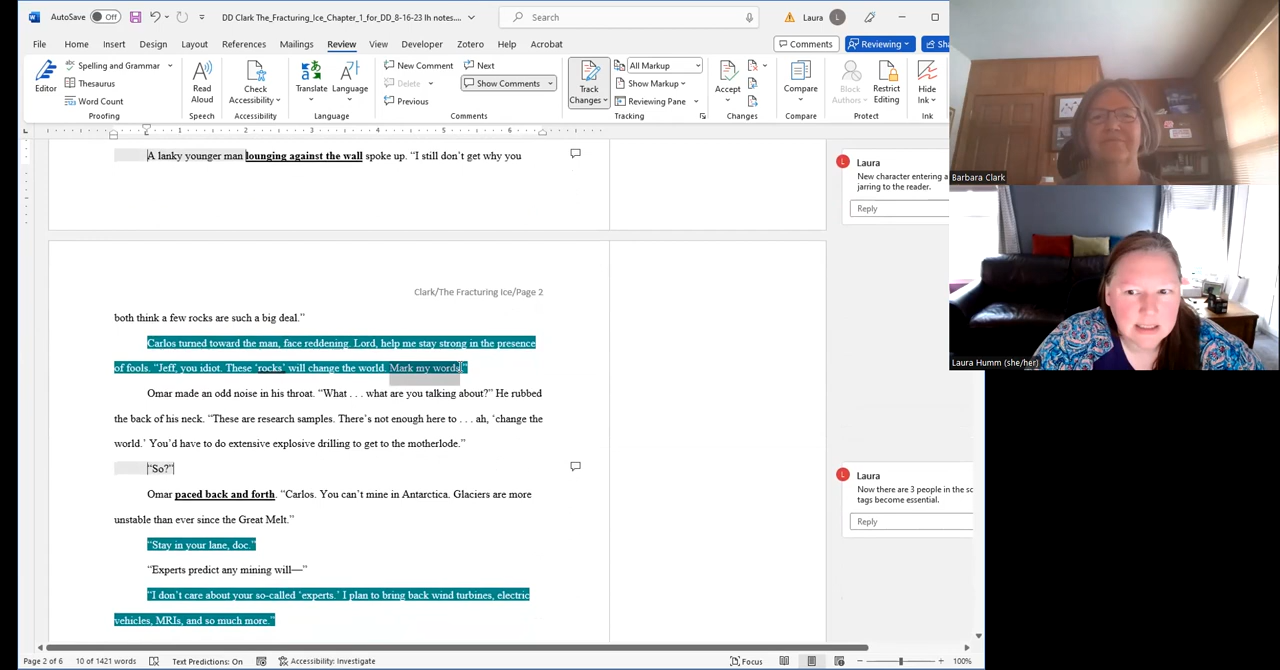 AutoSave Off DD Clark The_Fracturing_Ice_Chapter_1_for_DD_8-16-23 lh notes.... Search Laura L
File Home Insert Design Layout References Mailings Review View Developer Zotero Help Acrobat Comments Reviewing Sha
Editor Spelling and Grammar Thesaurus Word Count
Proofing
Read Aloud
Speech
Check Accessibility
Accessibility
Translate Language
Language
New Comment Delete Previous Next Show Comments
Comments
Track Changes All Markup Show Markup Reviewing Pane
Tracking
Accept
Changes
Compare
Compare
Block Authors Restrict Editing
Protect
Hide Ink
Ink
1 2 3 4 5 6
A lanky younger man lounging against the wall spoke up. “I still don’t get why you
L Laura
New character entering a
jarring to the reader.
Reply
Clark/The Fracturing Ice/Page 2
both think a few rocks are such a big deal.”
Carlos turned toward the man, face reddening. Lord, help me stay strong in the presence
of fools. “Jeff, you idiot. These ‘rocks’ will change the world. Mark my words.”
Omar made an odd noise in his throat. “What . . . what are you talking about?” He rubbed
the back of his neck. “These are research samples. There’s not enough here to . . . ah, ‘change the
world.’ You’d have to do extensive explosive drilling to get to the motherlode.”
“So?”
Omar paced back and forth. “Carlos. You can’t mine in Antarctica. Glaciers are more
unstable than ever since the Great Melt.”
“Stay in your lane, doc.”
“Experts predict any mining will—”
“I don’t care about your so-called ‘experts.’ I plan to bring back wind turbines, electric
vehicles, MRIs, and so much more.”
L Laura
Now there are 3 people in the sc
tags become essential.
Reply
Page 2 of 6 10 of 1421 words Text Predictions: On Accessibility: Investigate Focus 100%
Barbara Clark
Laura Humm (she/her)